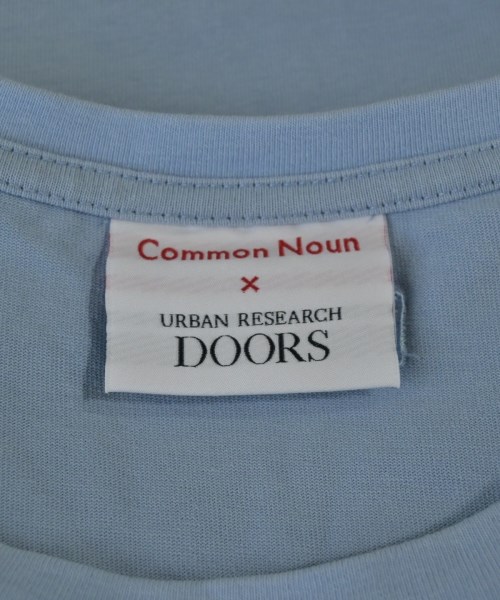 Common Noun
×
URBAN RESEARCH
DOORS